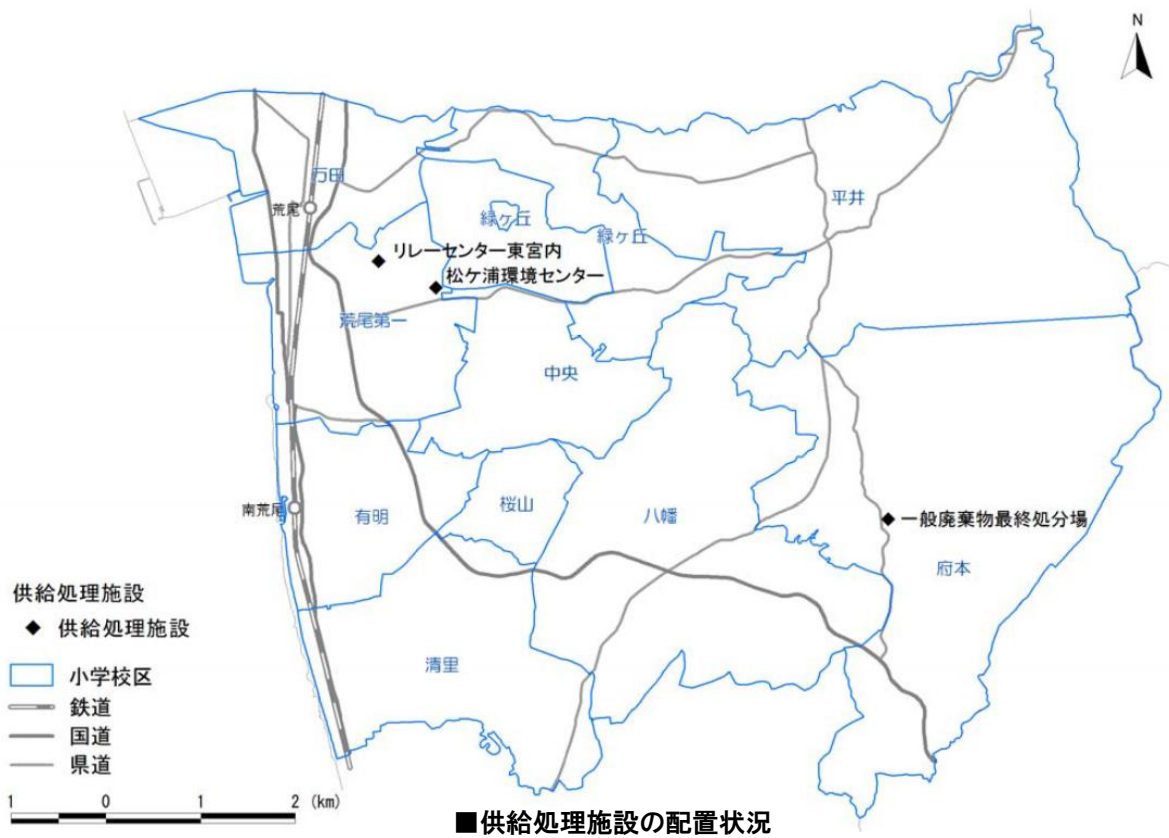 N
万田
荒尾
平井
緑ヶ丘
緑ヶ丘
リレーセンター東宮内
松ケ浦環境センター
荒尾第一
中央
南荒尾
有明
桜山
八幡
一般廃棄物最終処分場
府本
清里
供給処理施設
供給処理施設
小学校区
鉄道
国道
県道
1 0 1 2 (km)
■供給処理施設の配置状況